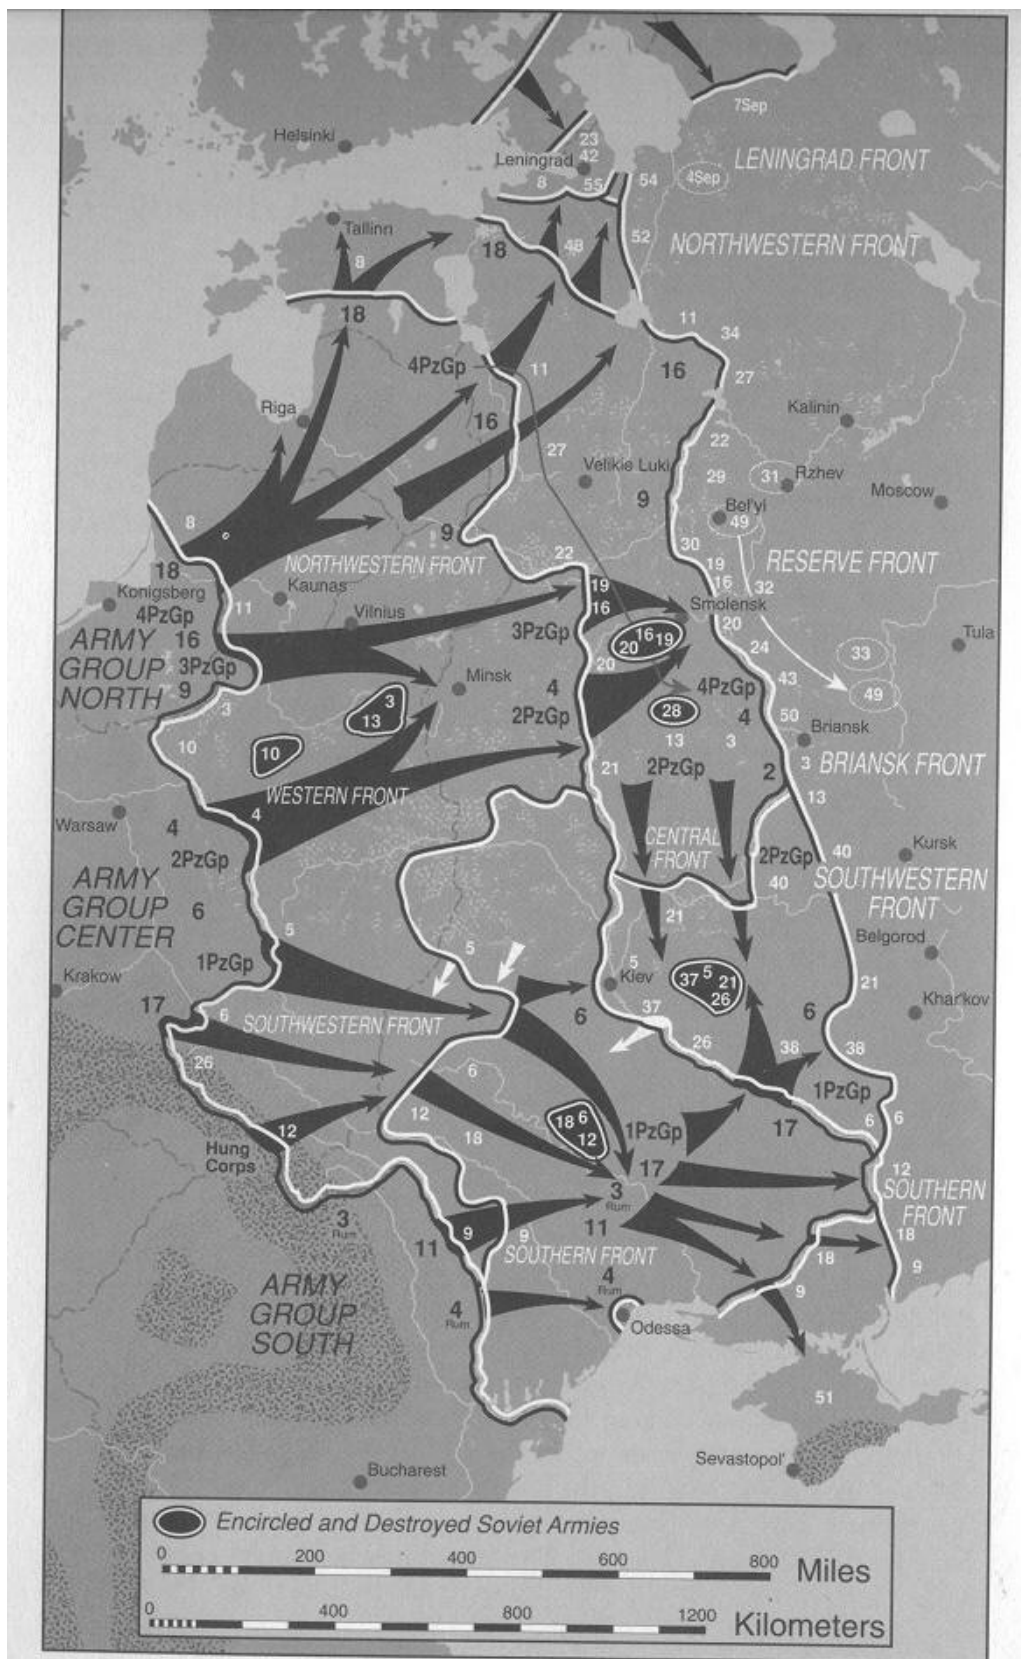 7Sep
Helsinki
23
42
Leningrad
LENINGRAD FRONT
8
55
54
4Sep
Tallinn
18
48
52
NORTHWESTERN FRONT
8
18
11
34
4PzGp
11
16
27
Riga
16
Kalinin
27
22
Velikie Luki
29
31
Rzhev
9
Moscow
Bel'yi
49
8
9
30
NORTHWESTERN FRONT
22
19
RESERVE FRONT
18
Konigsberg
Kaunas
19
16
16
32
4PzGp
11
Vilnius
Smolensk
ARMY
GROUP
NORTH
16
3PzGp
20
16
19
20
24
Tula
3PzGp
9
20
33
3
Minsk
4
4PzGp
43
49
3
13
2PzGp
28
4
50
10
10
13
3
Briansk
21
2PzGp
2
3
BRIANSK FRONT
WESTERN FRONT
13
4
Warsaw
4
CENTRAL
FRONT
2PzGp
40
Kursk
2PzGp
40
SOUTHWESTERN
FRONT
ARMY
GROUP
CENTER
6
21
5
5
Belgorod
1PzGp
5
Kiev
37
5
21
26
21
Krakow
17
6
37
6
Khar'kov
6
SOUTHWESTERN FRONT
26
38
38
26
6
1PzGp
12
18
6
12
6
6
12
18
1PzGp
17
Hung
Corps
17
12
3
Rum
SOUTHERN
FRONT
3
Rum
11
9
9
11
18
18
SOUTHERN FRONT
9
9
ARMY
GROUP
SOUTH
4
Rum
4
Rum
Odessa
51
Sevastopol'
Bucharest
Encircled and Destroyed Soviet Armies
0 200 400 600 800 Miles
0 400 800 1200 Kilometers